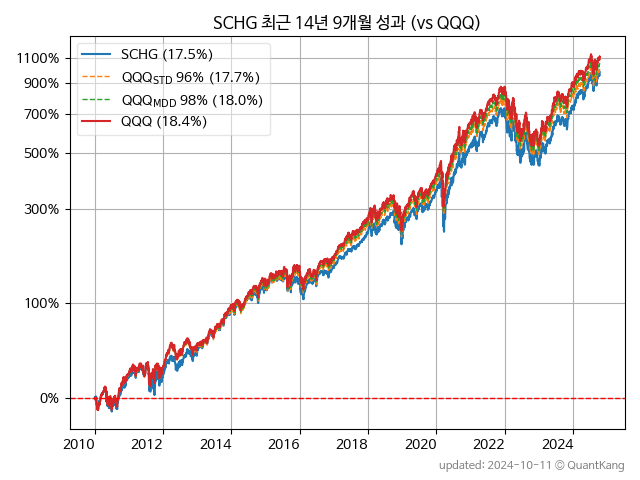 SCHG 최근 14년 9개월 성과 (vs QQQ)
SCHG (17.5%)
QQQSTD 96% (17.7%)
QQQMDD 98% (18.0%)
QQQ (18.4%)
1100%
900%
700%
500%
300%
100%
0%
2010 2012 2014 2016 2018 2020 2022 2024
updated: 2024-10-11 © QuantKang